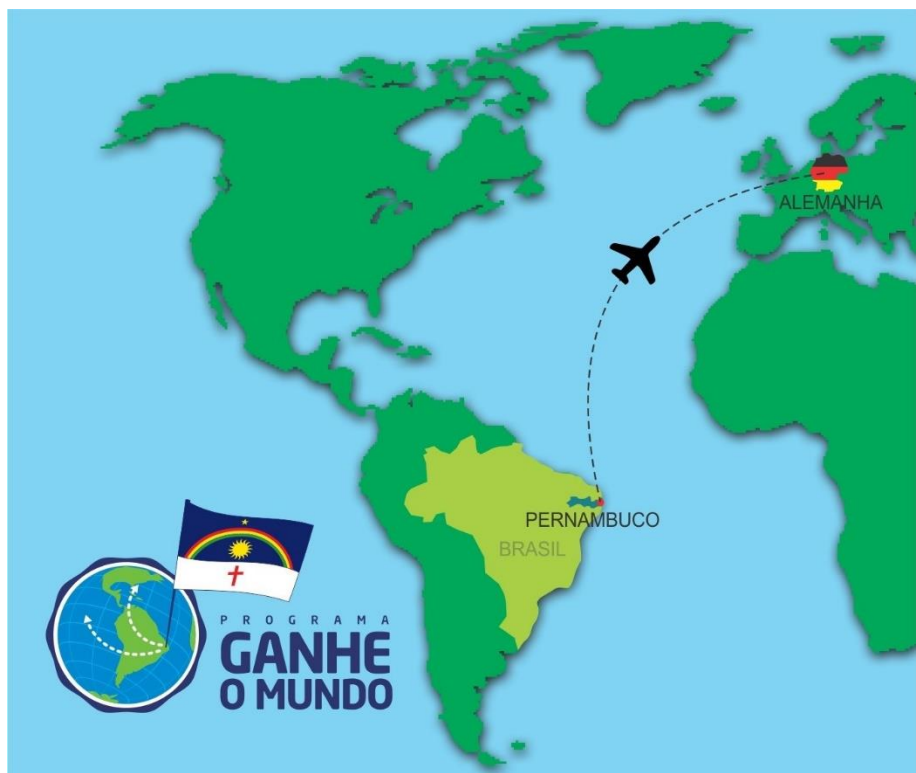 ALEMANHA
PERNAMBUCO
BRASIL
PROGRAMA
GANHE
O MUNDO